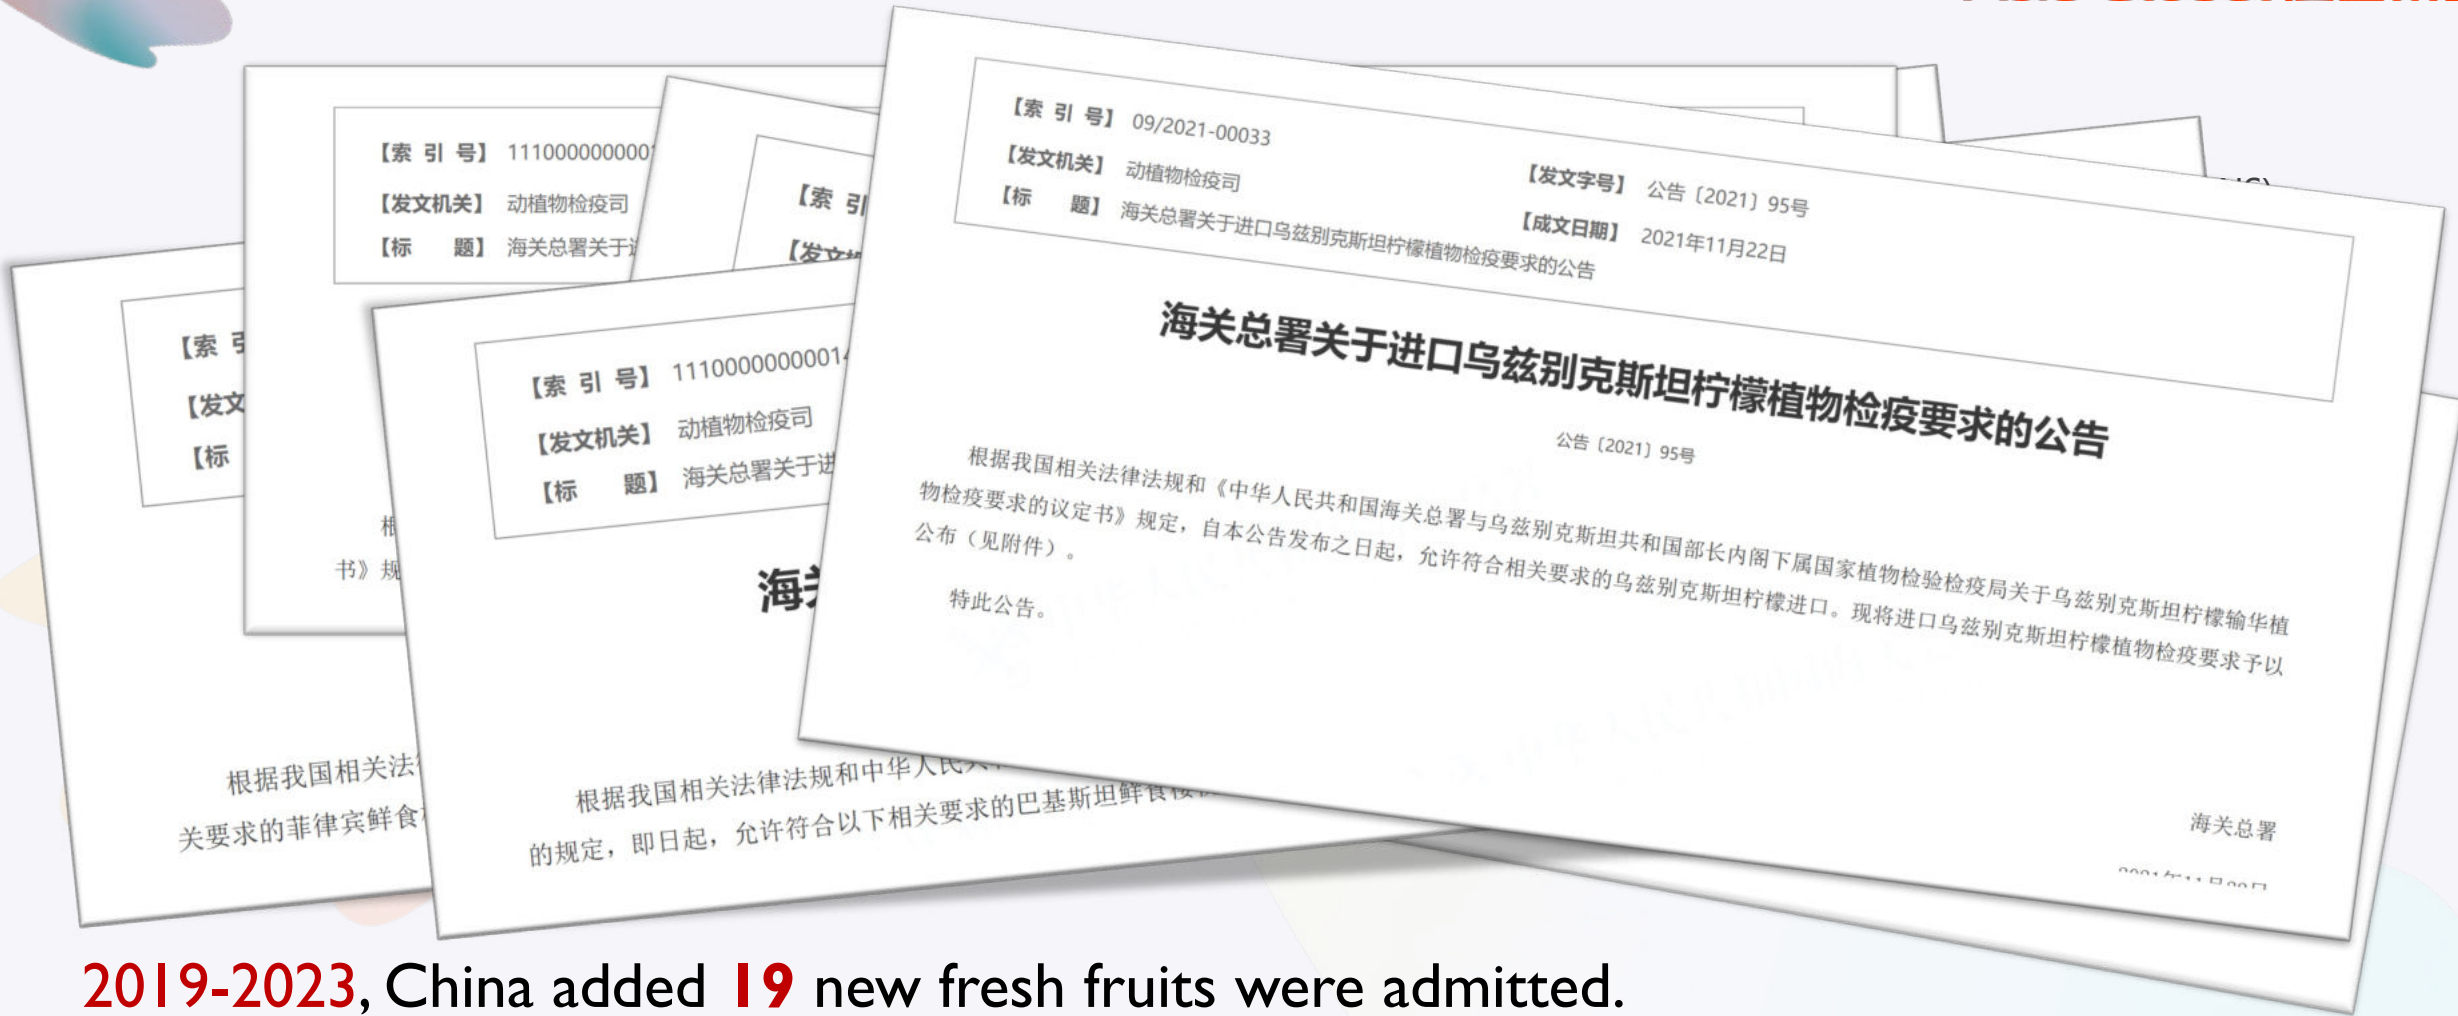 【索 引 号】 09/2021-00033
【发文机关】 动植物检疫司
【发文字号】 公告〔2021〕95号
【标 题】 海关总署关于进口乌兹别克斯坦柠檬植物检疫要求的公告
【成文日期】 2021年11月22日
海关总署关于进口乌兹别克斯坦柠檬植物检疫要求的公告
公告〔2021〕95号
根据我国相关法律法规和《中华人民共和国海关总署与乌兹别克斯坦共和国部长内阁下属国家植物检验检疫局关于乌兹别克斯坦柠檬输华植
物检疫要求的议定书》规定，自本公告发布之日起，允许符合相关要求的乌兹别克斯坦柠檬进口。现将进口乌兹别克斯坦柠檬植物检疫要求予以
公布（见附件）。
特此公告。
海关总署
【索 引 号】 111000000000
【发文机关】 动植物检疫司
【标 题】 海关总署关于
【索 引
【索
【发文
【标
【索 引 号】 11100000000014
【发文机关】 动植物检疫司
【标 题】 海关总署关于进
根
书》规
海
根据我国相关法
关要求的菲律宾鲜食
根据我国相关法律法规和中华人民共
的规定，即日起，允许符合以下相关要求的巴基斯坦鲜食樱
2019-2023, China added 19 new fresh fruits were admitted.